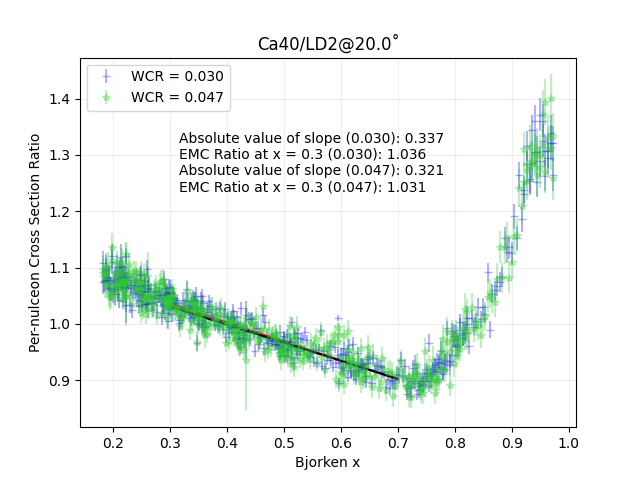 Ca40/LD2@20.0˚
WCR = 0.030
WCR = 0.047
Absolute value of slope (0.030): 0.337
EMC Ratio at x = 0.3 (0.030): 1.036
Absolute value of slope (0.047): 0.321
EMC Ratio at x = 0.3 (0.047): 1.031
Per-nulceon Cross Section Ratio
1.4
1.3
1.2
1.1
1.0
0.9
0.2 0.3 0.4 0.5 0.6 0.7 0.8 0.9 1.0
Bjorken x